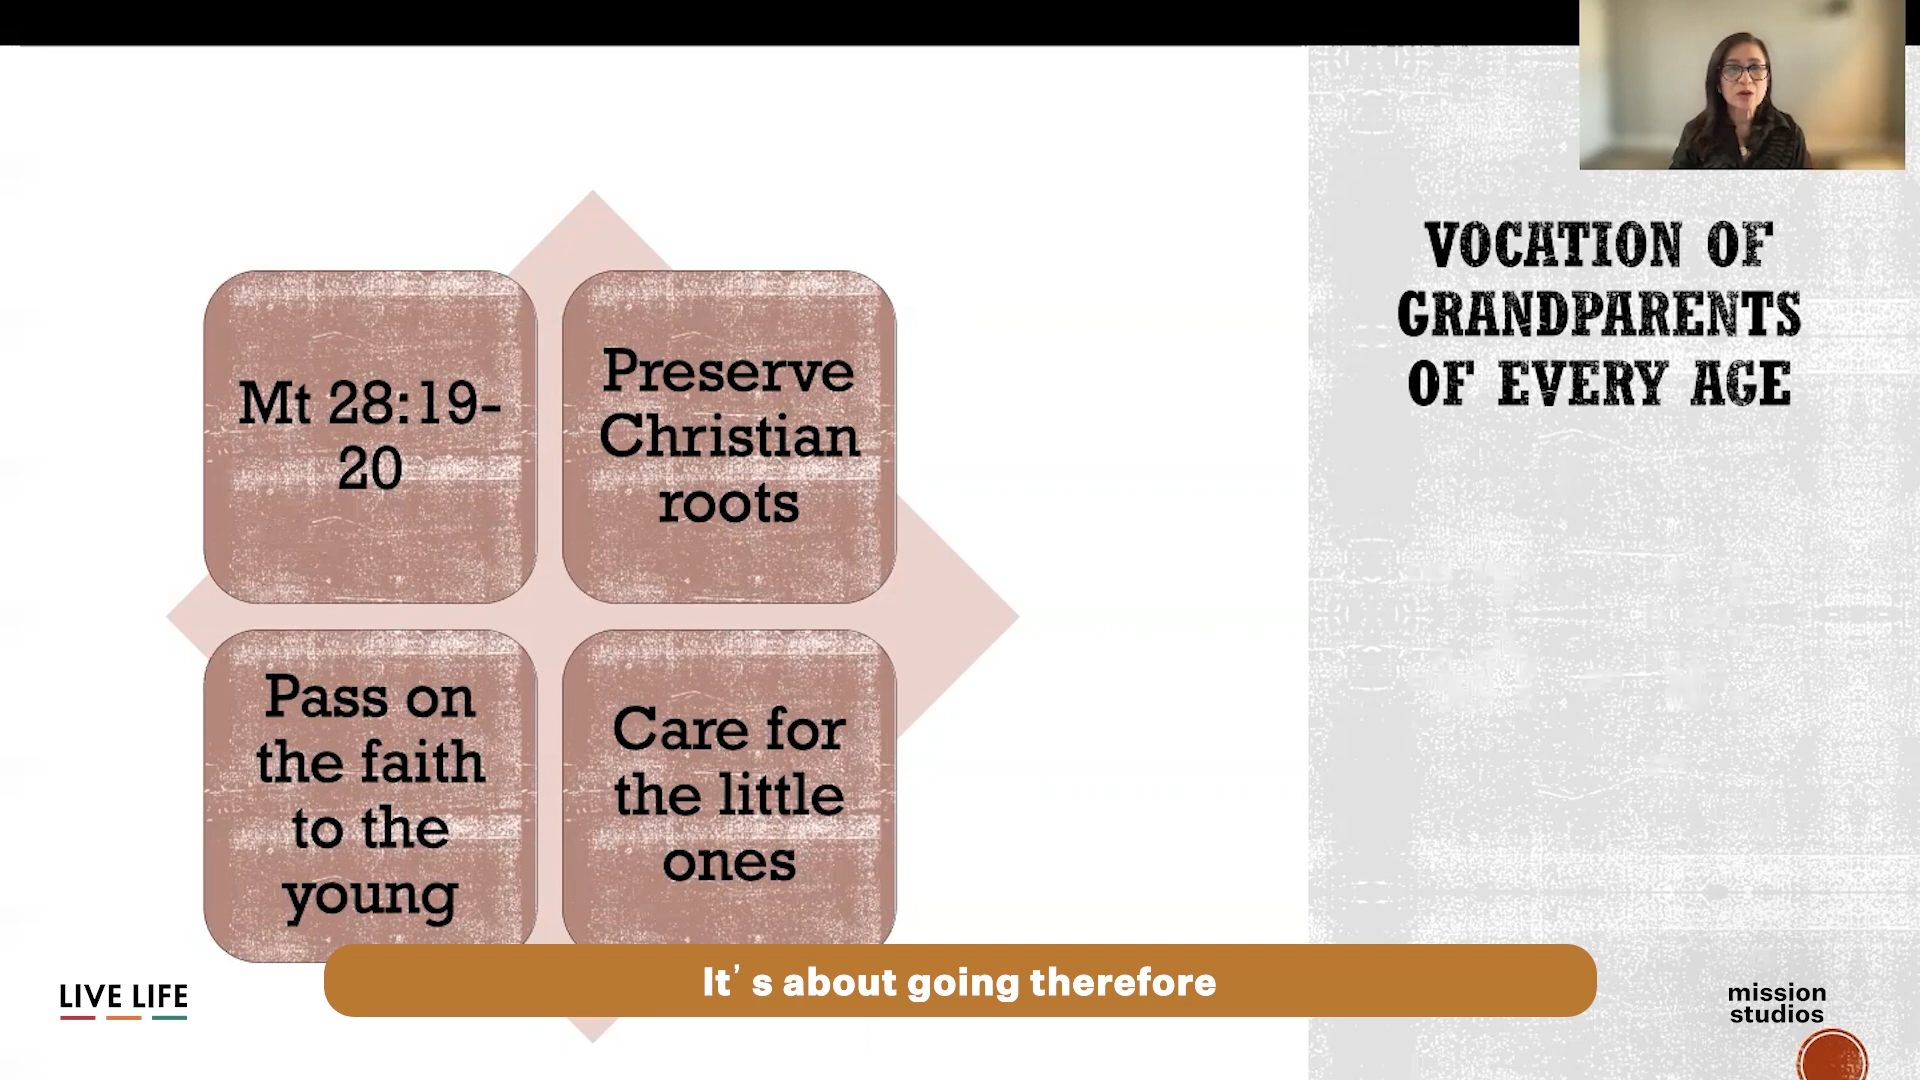 VOCATION OF
GRANDPARENTS
OF EVERY AGE
Mt 28:19-
20
Preserve
Christian
roots
Pass on
the faith
to the
young
Care for
the little
ones
It's about going therefore
LIVE LIFE
mission
studios